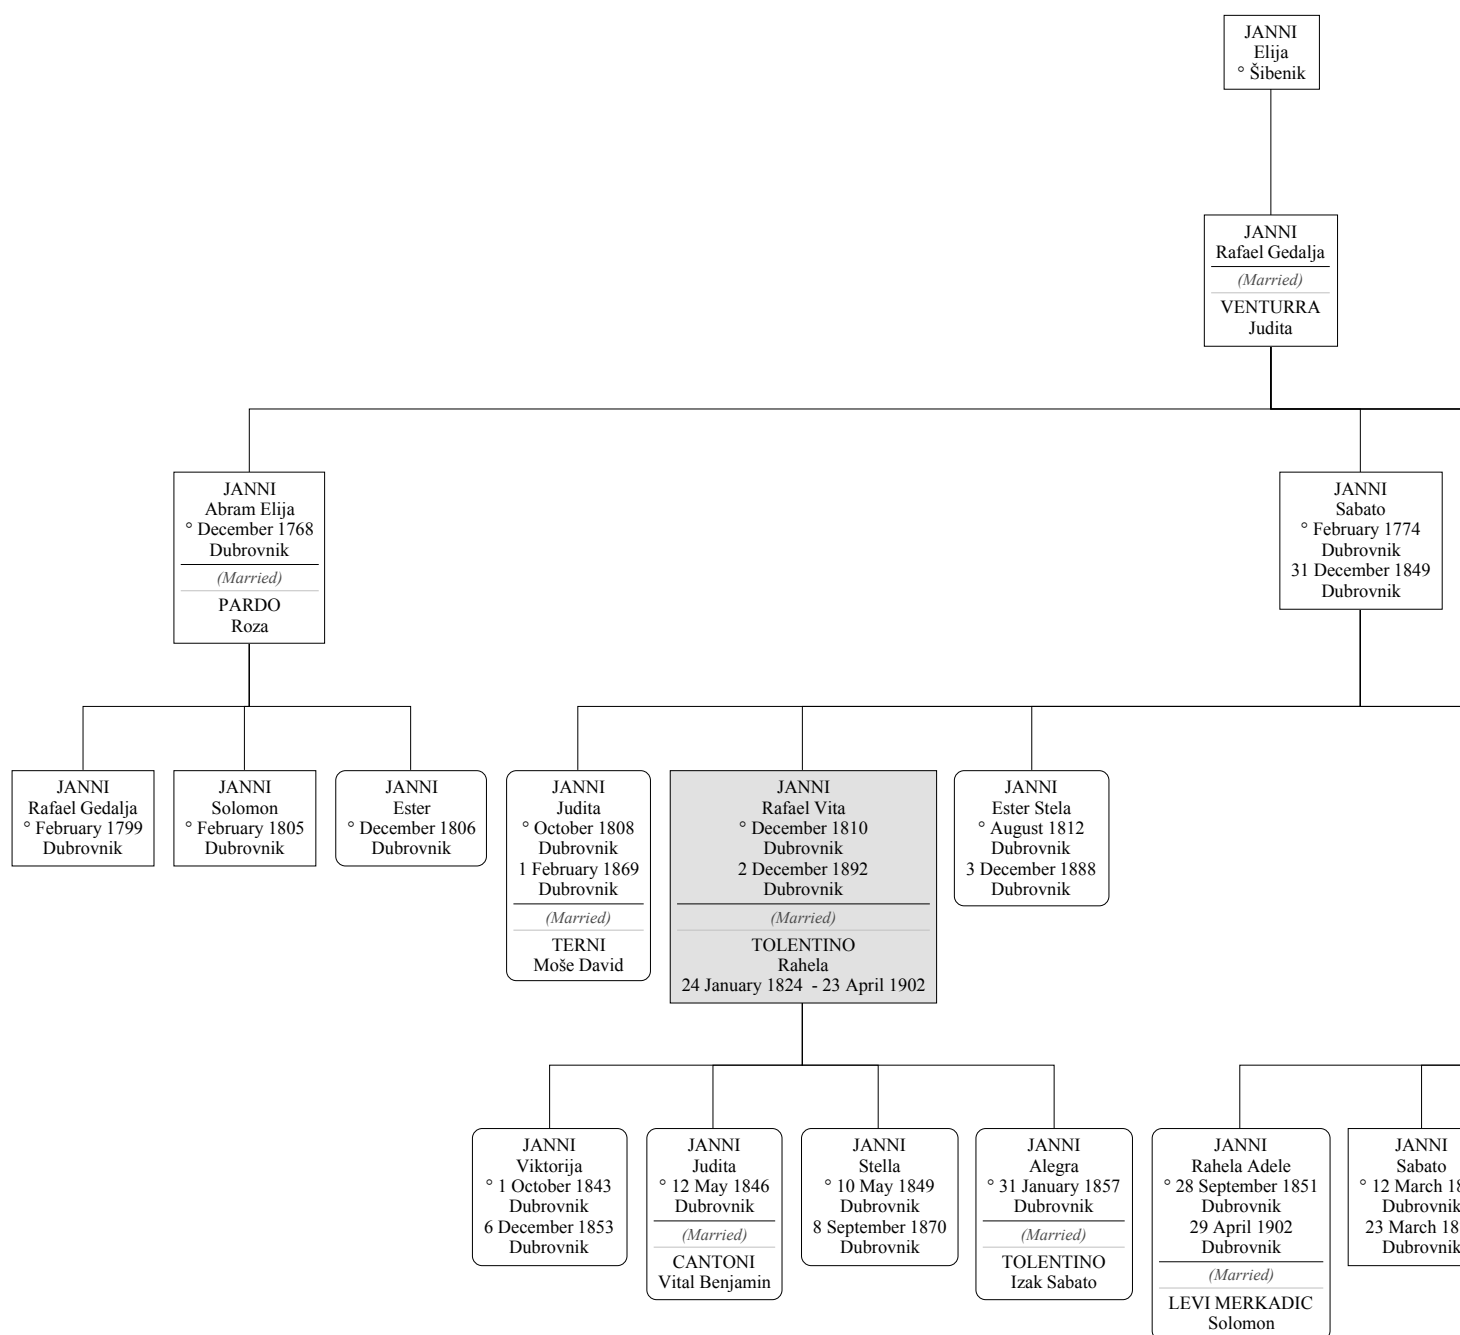 JANNI
Elija
° Šibenik
JANNI
Rafael Gedalja
(Married)
VENTURRA
Judita
JANNI
Abram Elija
° December 1768
Dubrovnik
(Married)
PARDO
Roza
JANNI
Sabato
° February 1774
Dubrovnik
31 December 1849
Dubrovnik
JANNI
Rafael Gedalja
° February 1799
Dubrovnik
JANNI
Solomon
° February 1805
Dubrovnik
JANNI
Ester
° December 1806
Dubrovnik
JANNI
Judita
° October 1808
Dubrovnik
1 February 1869
Dubrovnik
(Married)
TERNI
Moše David
JANNI
Rafael Vita
° December 1810
Dubrovnik
2 December 1892
Dubrovnik
(Married)
TOLENTINO
Rahela
24 January 1824  - 23 April 1902
JANNI
Ester Stela
° August 1812
Dubrovnik
3 December 1888
Dubrovnik
JANNI
Viktorija
° 1 October 1843
Dubrovnik
6 December 1853
Dubrovnik
JANNI
Judita
° 12 May 1846
Dubrovnik
(Married)
CANTONI
Vital Benjamin
JANNI
Stella
° 10 May 1849
Dubrovnik
8 September 1870
Dubrovnik
JANNI
Alegra
° 31 January 1857
Dubrovnik
(Married)
TOLENTINO
Izak Sabato
JANNI
Rahela Adele
° 28 September 1851
Dubrovnik
29 April 1902
Dubrovnik
(Married)
LEVI MERKADIC
Solomon
JANNI
Sabato
° 12 March
Dubrovnik
23 March
Dubrovnik